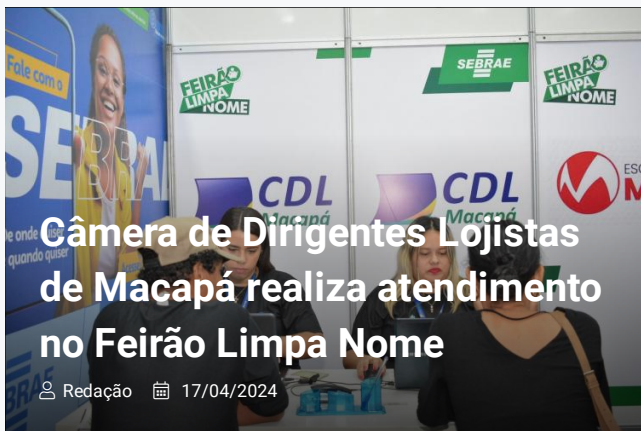 Fale com o
SEBRAE
De onde quiser
quando quiser
FEIRÃO
LIMPA
NOME
SEBRAE
FEIRÃO
LIMPA
NOME
CDL
Macapá
CDL
Macapá
Câmera de Dirigentes Lojistas
de Macapá realiza atendimento
no Feirão Limpa Nome
Redação 17/04/2024